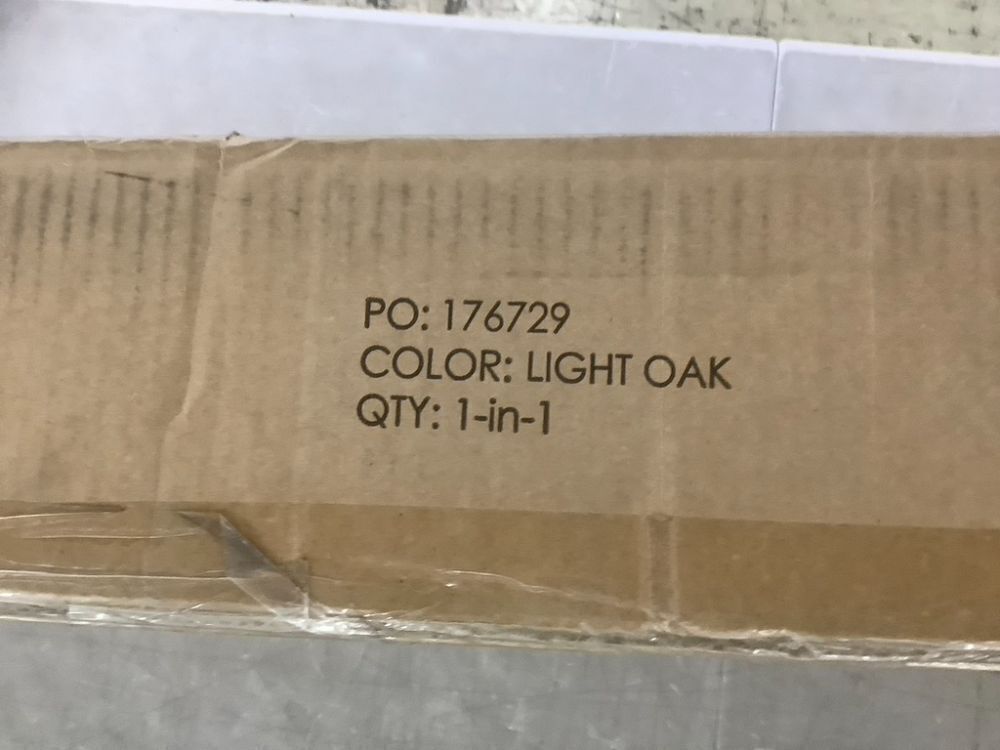 PO: 176729
COLOR: LIGHT OAK
QTY: 1-in-1